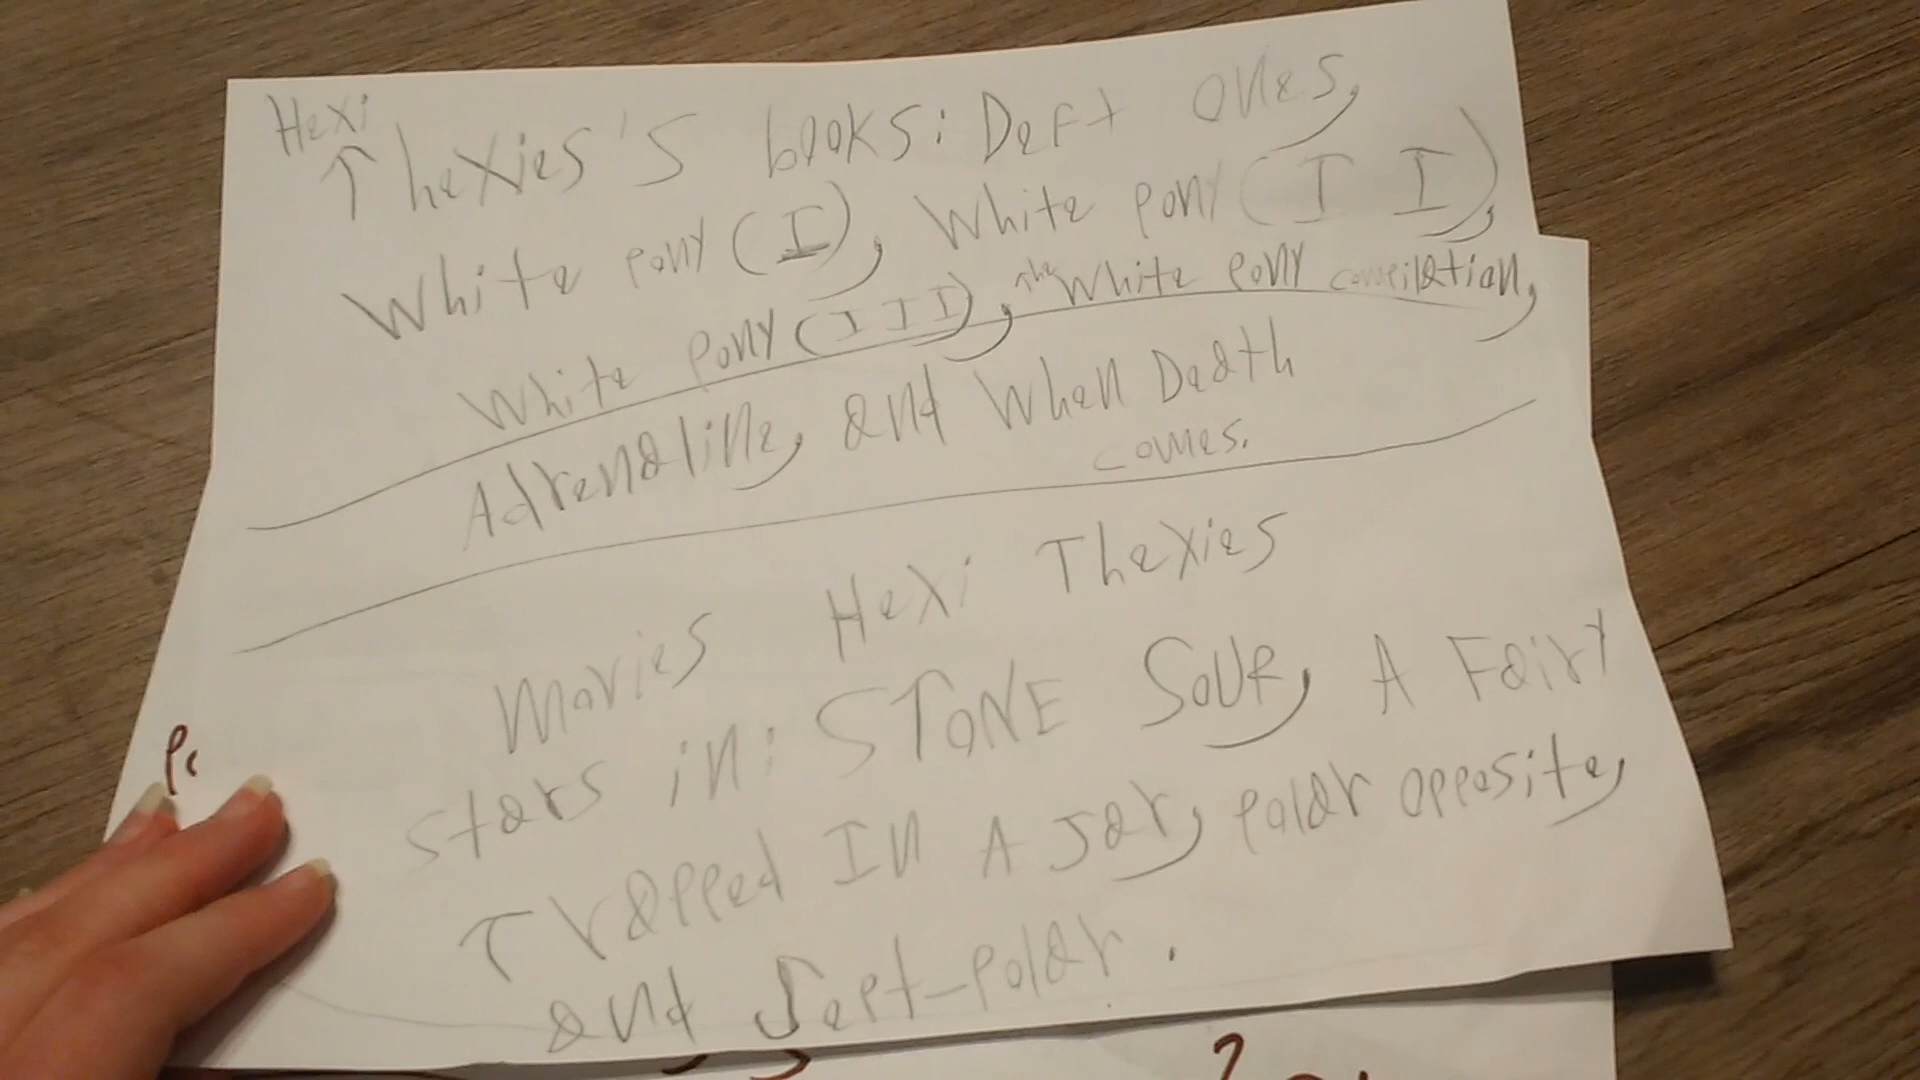 Hexi
Thexies's books: Deft ones,
White pony (I), White pony (I I),
White pony (III), the White pony compilation,
Adrenaline, and When Death
comes.
Movies Hexi Thexies
stars in: STONE SOUR, A Fairy
Trapped In A Jar, polar opposite,
and Sept-polar.